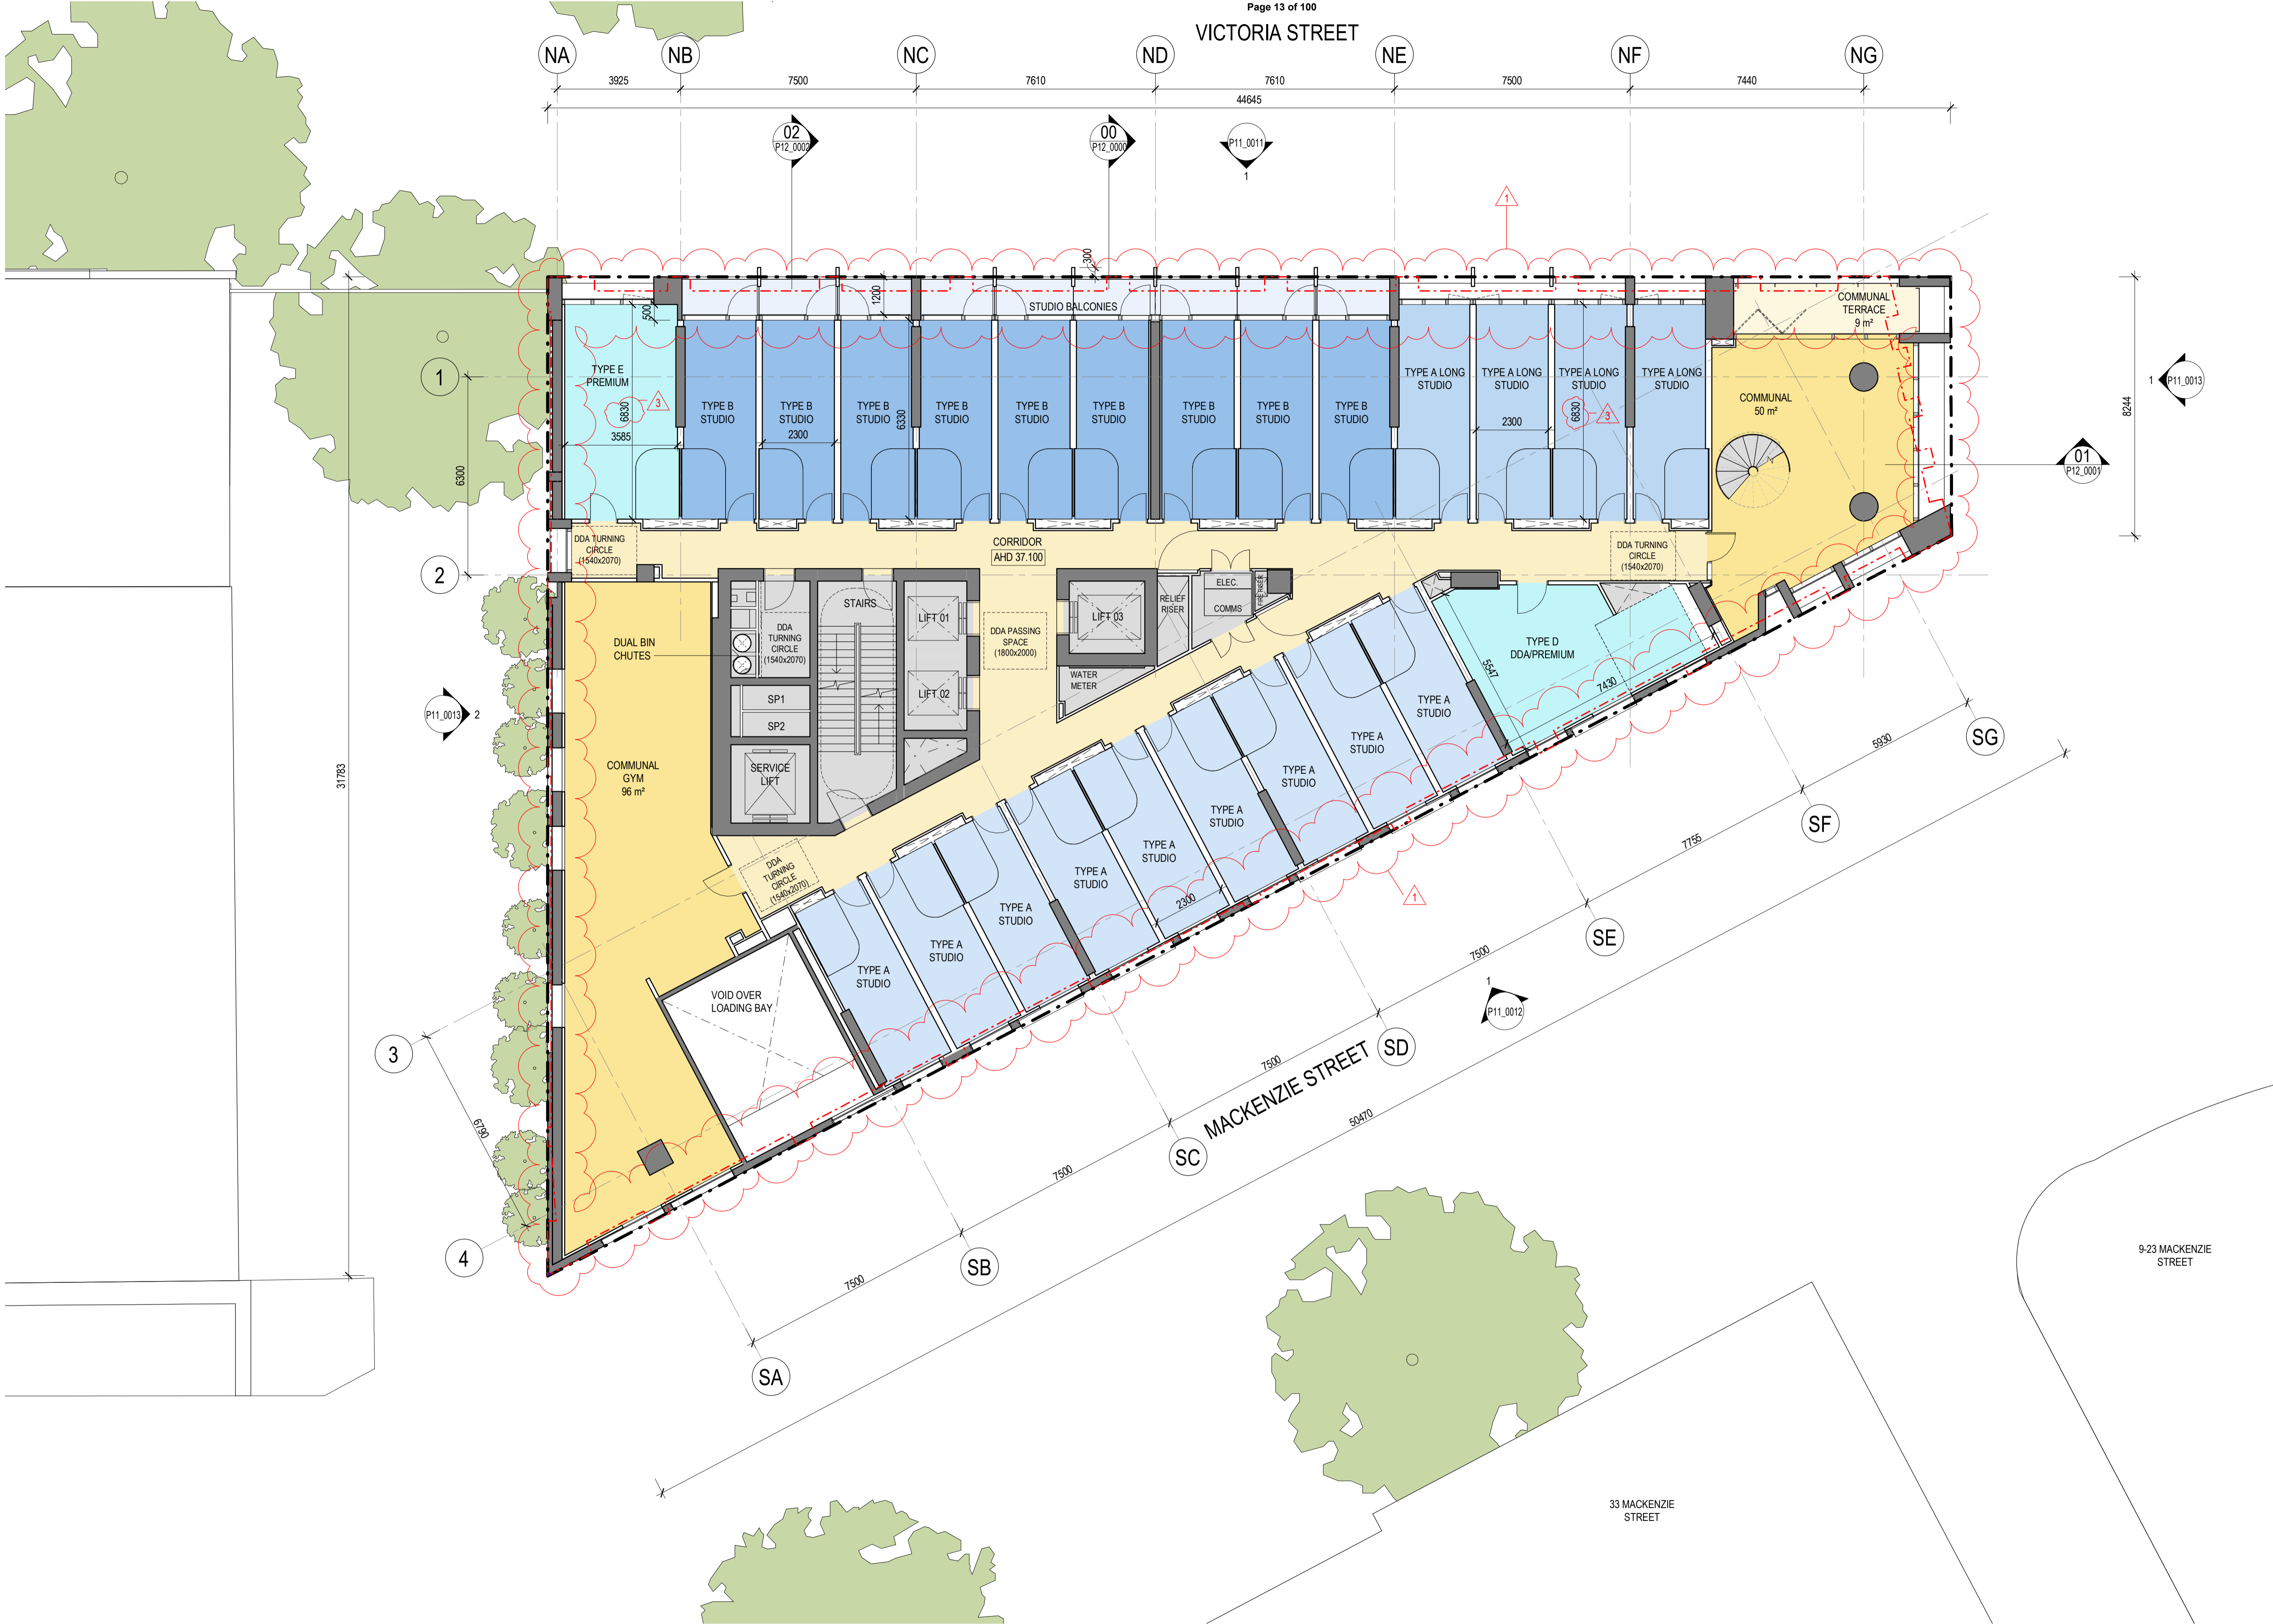 Page 13 of 100
VICTORIA STREET
NA
NB
NC
ND
NE
NF
NG
3925
7500
7610
7610
7500
7440
44645
02
P12_0002
00
P12_0000
P11_0011
1
1
300
1200
500
STUDIO BALCONIES
COMMUNAL
TERRACE
9 m²
1
TYPE E
PREMIUM
6830
3
3585
TYPE B
STUDIO
TYPE B
STUDIO
2300
TYPE B
STUDIO
6330
TYPE B
STUDIO
TYPE B
STUDIO
TYPE B
STUDIO
TYPE B
STUDIO
TYPE B
STUDIO
TYPE B
STUDIO
TYPE A LONG
STUDIO
TYPE A LONG
STUDIO
2300
TYPE A LONG
STUDIO
6830
3
TYPE A LONG
STUDIO
COMMUNAL
50 m²
1
P11_0013
8244
01
P12_0001
6300
2
DDA TURNING
CIRCLE
(1540x2070)
CORRIDOR
AHD 37.100
DDA TURNING
CIRCLE
(1540x2070)
STAIRS
LIFT 01
LIFT 02
LIFT 03
DDA PASSING
SPACE
(1800x2000)
RELIEF
RISER
ELEC.
COMMS
WATER
METER
DUAL BIN
CHUTES
DDA
TURNING
CIRCLE
(1540x2070)
SP1
SP2
SERVICE
LIFT
P11_0013
2
31783
COMMUNAL
GYM
96 m²
DDA
TURNING
CIRCLE
(1540x2070)
TYPE D
DDA/PREMIUM
5547
7430
TYPE A
STUDIO
TYPE A
STUDIO
TYPE A
STUDIO
TYPE A
STUDIO
TYPE A
STUDIO
2300
TYPE A
STUDIO
TYPE A
STUDIO
TYPE A
STUDIO
TYPE A
STUDIO
VOID OVER
LOADING BAY
1
1
P11_0012
3
6790
4
SG
5930
SF
7755
SE
7500
SD
7500
SC
7500
SB
7500
SA
MACKENZIE STREET
50470
9-23 MACKENZIE
STREET
33 MACKENZIE
STREET